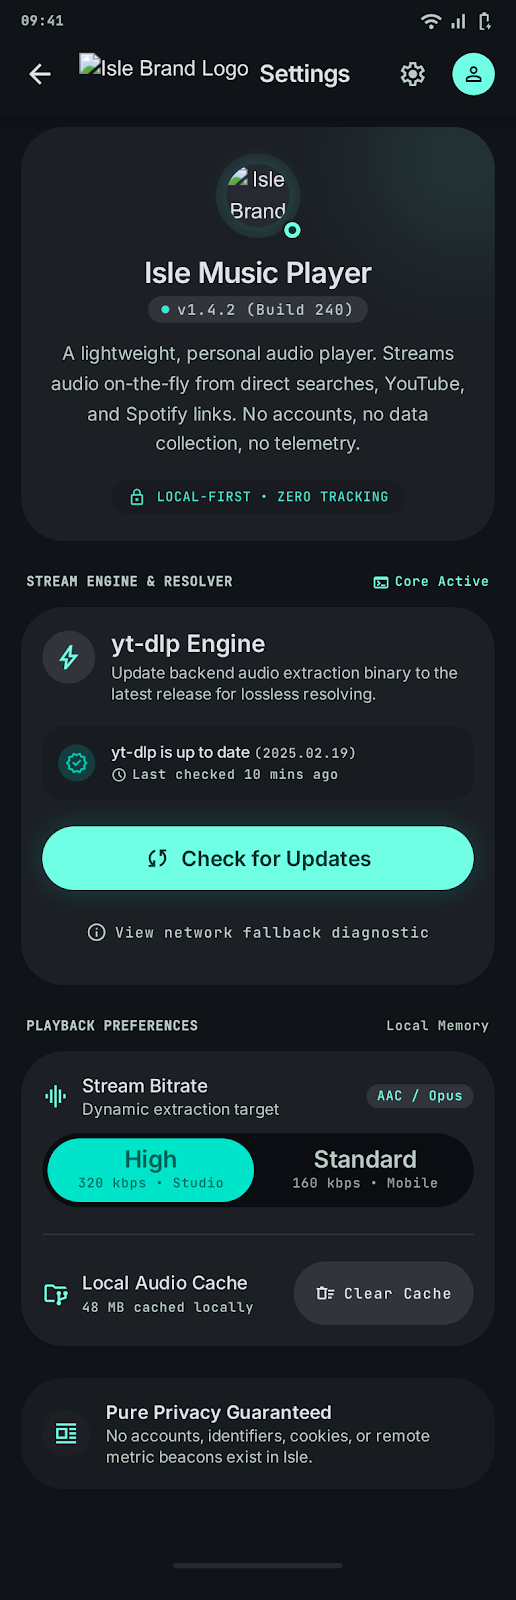 09:41
Isle Brand Logo Settings
Isle
Brand
Isle Music Player
v1.4.2 (Build 240)
A lightweight, personal audio player. Streams
audio on-the-fly from direct searches, YouTube,
and Spotify links. No accounts, no data
collection, no telemetry.
LOCAL-FIRST • ZERO TRACKING
STREAM ENGINE & RESOLVER
Core Active
yt-dlp Engine
Update backend audio extraction binary to the
latest release for lossless resolving.
yt-dlp is up to date (2025.02.19)
Last checked 10 mins ago
Check for Updates
View network fallback diagnostic
PLAYBACK PREFERENCES
Local Memory
Stream Bitrate
Dynamic extraction target
AAC / Opus
High
320 kbps • Studio
Standard
160 kbps • Mobile
Local Audio Cache
48 MB cached locally
Clear Cache
Pure Privacy Guaranteed
No accounts, identifiers, cookies, or remote
metric beacons exist in Isle.